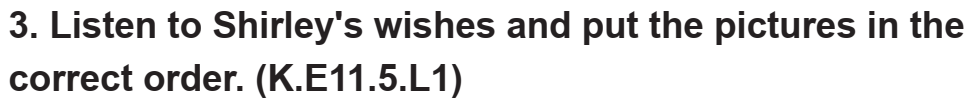 3. Listen to Shirley's wishes and put the pictures in the
correct order. (K.E11.5.L1)